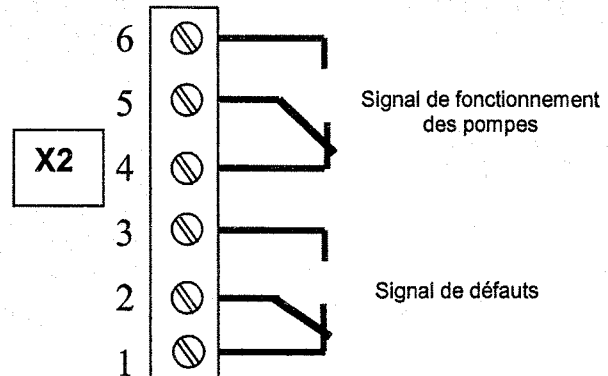 6
5
Signal de fonctionnement
des pompes
X2
4
3
2
Signal de défauts
1